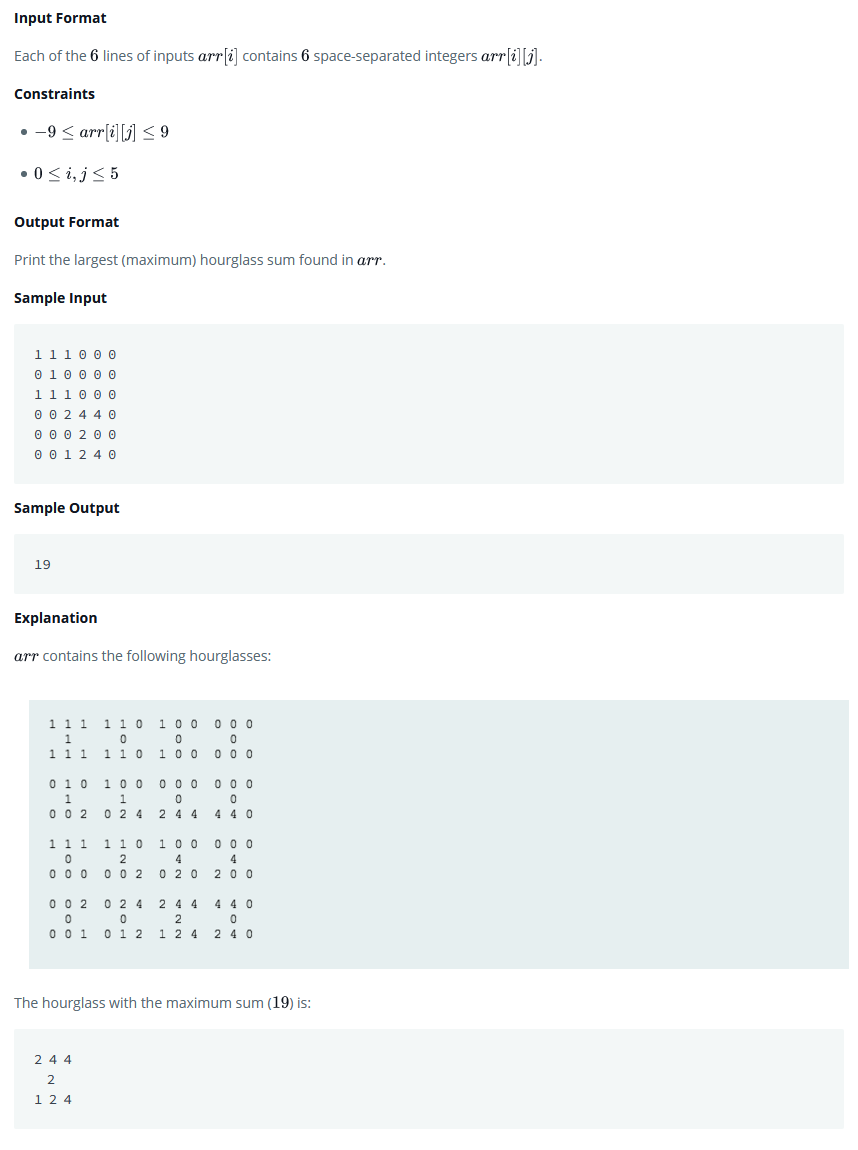 Input Format
Each of the 6 lines of inputs arr[i] contains 6 space-separated integers arr[i][j].
Constraints
• −9 ≤ arr[i][j] ≤ 9
• 0 ≤ i, j ≤ 5
Output Format
Print the largest (maximum) hourglass sum found in arr.
Sample Input
1 1 1 0 0 0
0 1 0 0 0 0
1 1 1 0 0 0
0 0 2 4 4 0
0 0 0 2 0 0
0 0 1 2 4 0
Sample Output
19
Explanation
arr contains the following hourglasses:
1 1 1 1 1 0 1 0 0 0 0 0
1 0 0 0
1 1 1 1 1 0 1 0 0 0 0 0
0 1 0 1 0 0 0 0 0 0 0 0
1 1 0 0
0 0 2 0 2 4 2 4 4 4 4 0
1 1 1 1 1 0 1 0 0 0 0 0
0 2 4 4
0 0 0 0 0 2 0 2 0 2 0 0
0 0 2 0 2 4 2 4 4 4 4 0
0 0 2 0
0 0 1 0 1 2 1 2 4 2 4 0
The hourglass with the maximum sum (19) is:
2 4 4
2
1 2 4